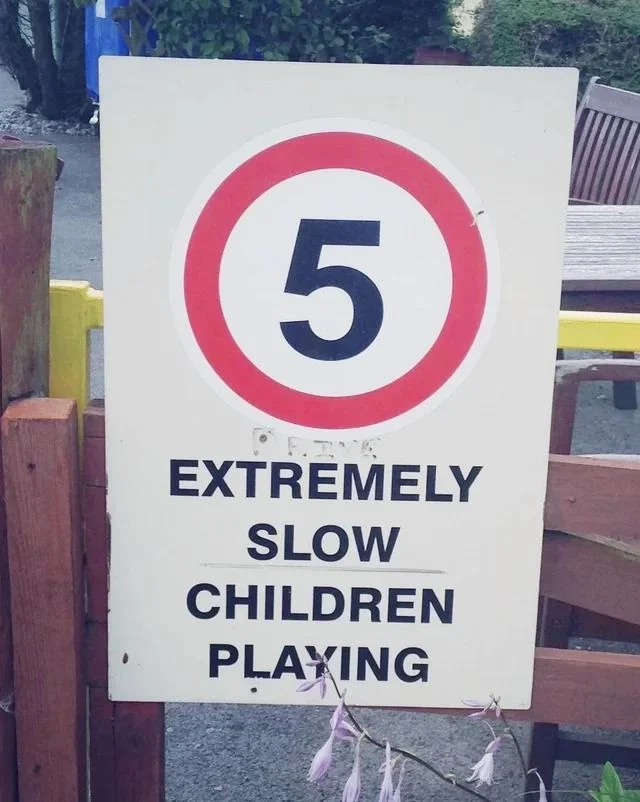 5
DRIVE
EXTREMELY
SLOW
CHILDREN
PLAYING